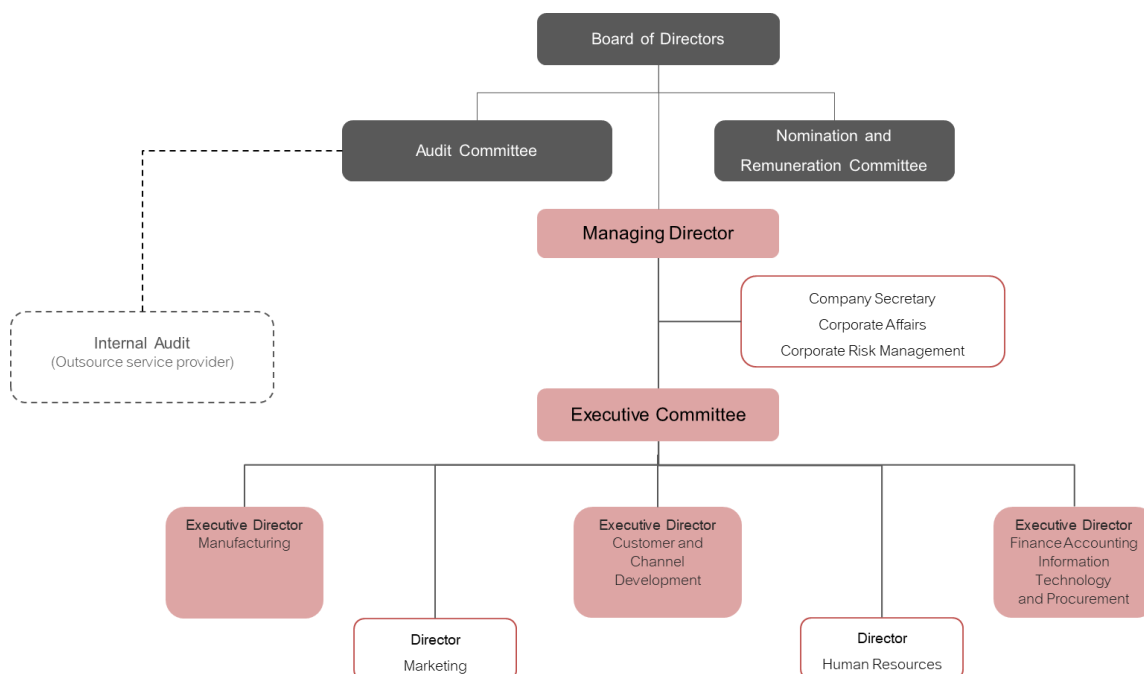 Board of Directors
Audit Committee
Nomination and
Remuneration Committee
Managing Director
Company Secretary
Corporate Affairs
Corporate Risk Management
Internal Audit
(Outsource service provider)
Executive Committee
Executive Director
Manufacturing
Executive Director
Customer and
Channel
Development
Executive Director
Finance Accounting
Information
Technology
and Procurement
Director
Marketing
Director
Human Resources